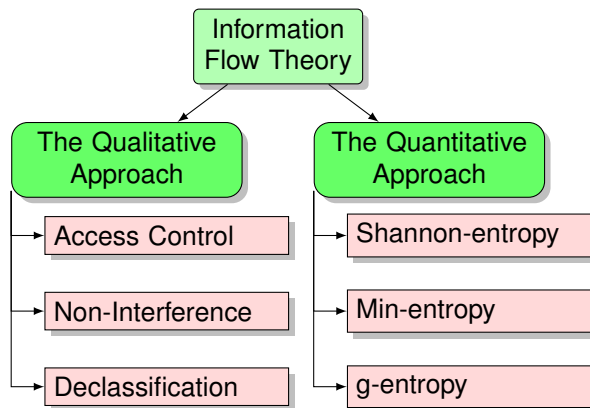 Information
Flow Theory
The Qualitative
Approach
Access Control
Non-Interference
Declassification
The Quantitative
Approach
Shannon-entropy
Min-entropy
g-entropy